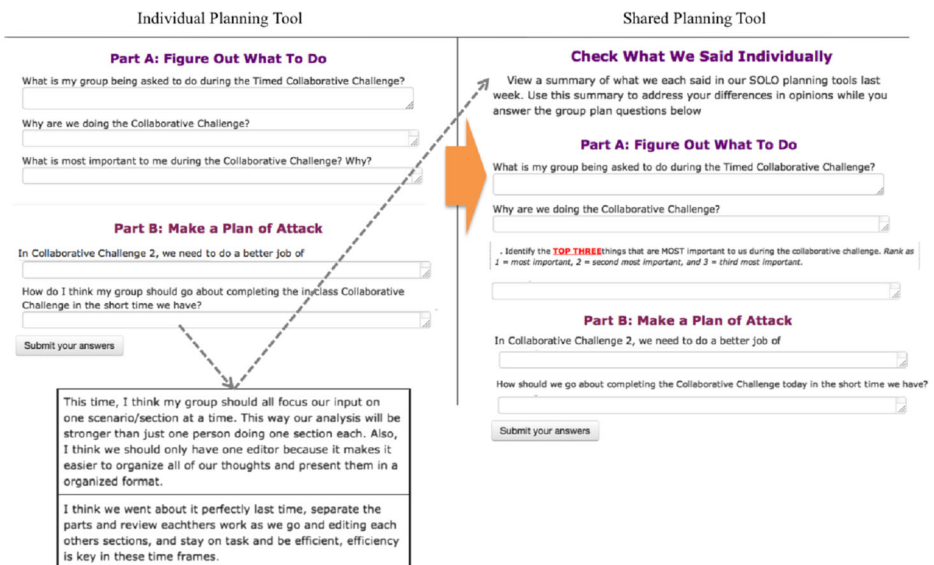 Individual Planning Tool
Part A: Figure Out What To Do
What is my group being asked to do during the Timed Collaborative Challenge?
Why are we doing the Collaborative Challenge?
What is most important to me during the Collaborative Challenge? Why?
Part B: Make a Plan of Attack
In Collaborative Challenge 2, we need to do a better job of
How do I think my group should go about completing the in-class Collaborative
Challenge in the short time we have?
Submit your answers
This time, I think my group should all focus our input on
one scenario/section at a time. This way our analysis will be
stronger than just one person doing one section each. Also,
I think we should only have one editor because it makes it
easier to organize all of our thoughts and present them in a
organized format.
I think we went about it perfectly last time, separate the
parts and review eachthers work as we go and editing each
others sections, and stay on task and be efficient, efficiency
is key in these time frames.
Shared Planning Tool
Check What We Said Individually
View a summary of what we each said in our SOLO planning tools last
week. Use this summary to address your differences in opinions while you
answer the group plan questions below
Part A: Figure Out What To Do
What is my group being asked to do during the Timed Collaborative Challenge?
Why are we doing the Collaborative Challenge?
. Identify the TOP THREEthings that are MOST important to us during the collaborative challenge. Rank as
1 = most important, 2 = second most important, and 3 = third most important.
Part B: Make a Plan of Attack
In Collaborative Challenge 2, we need to do a better job of
How should we go about completing the Collaborative Challenge today in the short time we have?
Submit your answers